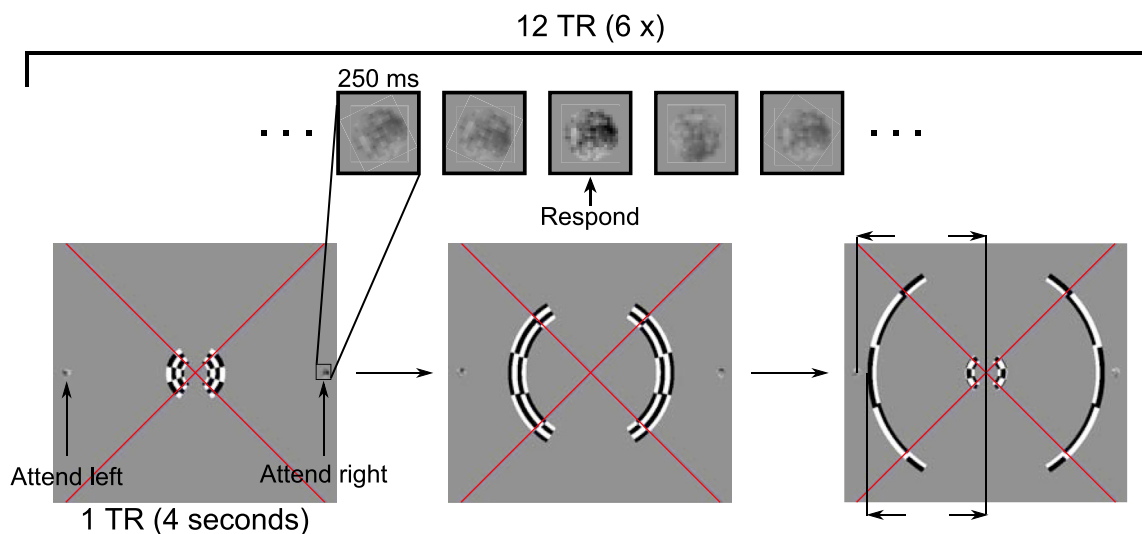 12 TR (6 x)
250 ms
. . .
. . .
Respond
Attend left
Attend right
1 TR (4 seconds)